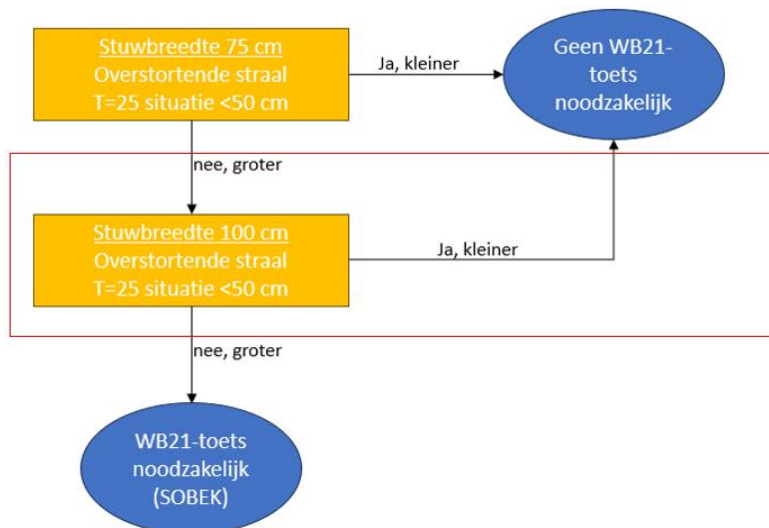 Stuwbreedte 75 cm
Overstortende straal
T=25 situatie <50 cm
Ja, kleiner
Geen WB21-
toets
noodzakelijk
nee, groter
Stuwbreedte 100 cm
Overstortende straal
T=25 situatie <50 cm
Ja, kleiner
nee, groter
WB21-toets
noodzakelijk
(SOBEK)